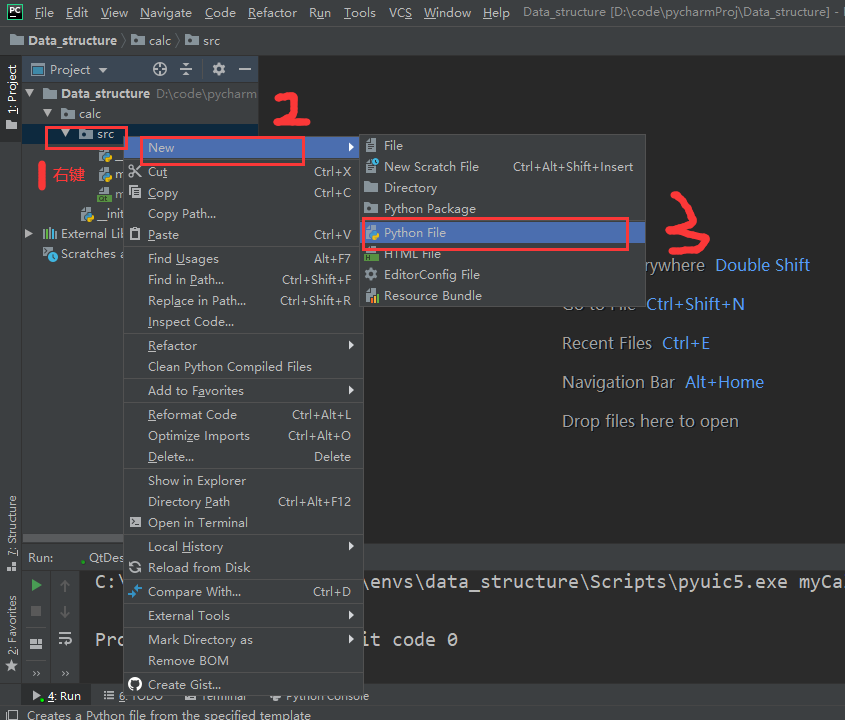 PC File Edit View Navigate Code Refactor Run Tools VCS Window Help Data_structure [D:\code\pycharmProj\Data_structure] -
Data_structure calc src
1: Project
Project
Data_structure D:\code\pycharm
calc
src
1 右键
2
3
__init
External Lib
Scratches a
New
Cut Ctrl+X
Copy Ctrl+C
Copy Path...
Paste Ctrl+V
Find Usages Alt+F7
Find in Path... Ctrl+Shift+F
Replace in Path... Ctrl+Shift+R
Inspect Code...
Refactor
Clean Python Compiled Files
Add to Favorites
Reformat Code Ctrl+Alt+L
Optimize Imports Ctrl+Alt+O
Delete... Delete
Show in Explorer
Directory Path Ctrl+Alt+F12
Open in Terminal
Local History
Reload from Disk
Compare With... Ctrl+D
External Tools
Mark Directory as
Remove BOM
Create Gist...
File
New Scratch File Ctrl+Alt+Shift+Insert
Directory
Python Package
Python File
HTML File
EditorConfig File
Resource Bundle
rywhere Double Shift
Go to File Ctrl+Shift+N
Recent Files Ctrl+E
Navigation Bar Alt+Home
Drop files here to open
7: Structure
2: Favorites
Run: QtDes
C:\ \envs\data_structure\Scripts\pyuic5.exe myCa
Pro it code 0
4: Run 6: TODO Terminal Python Console
Creates a Python file from the specified template